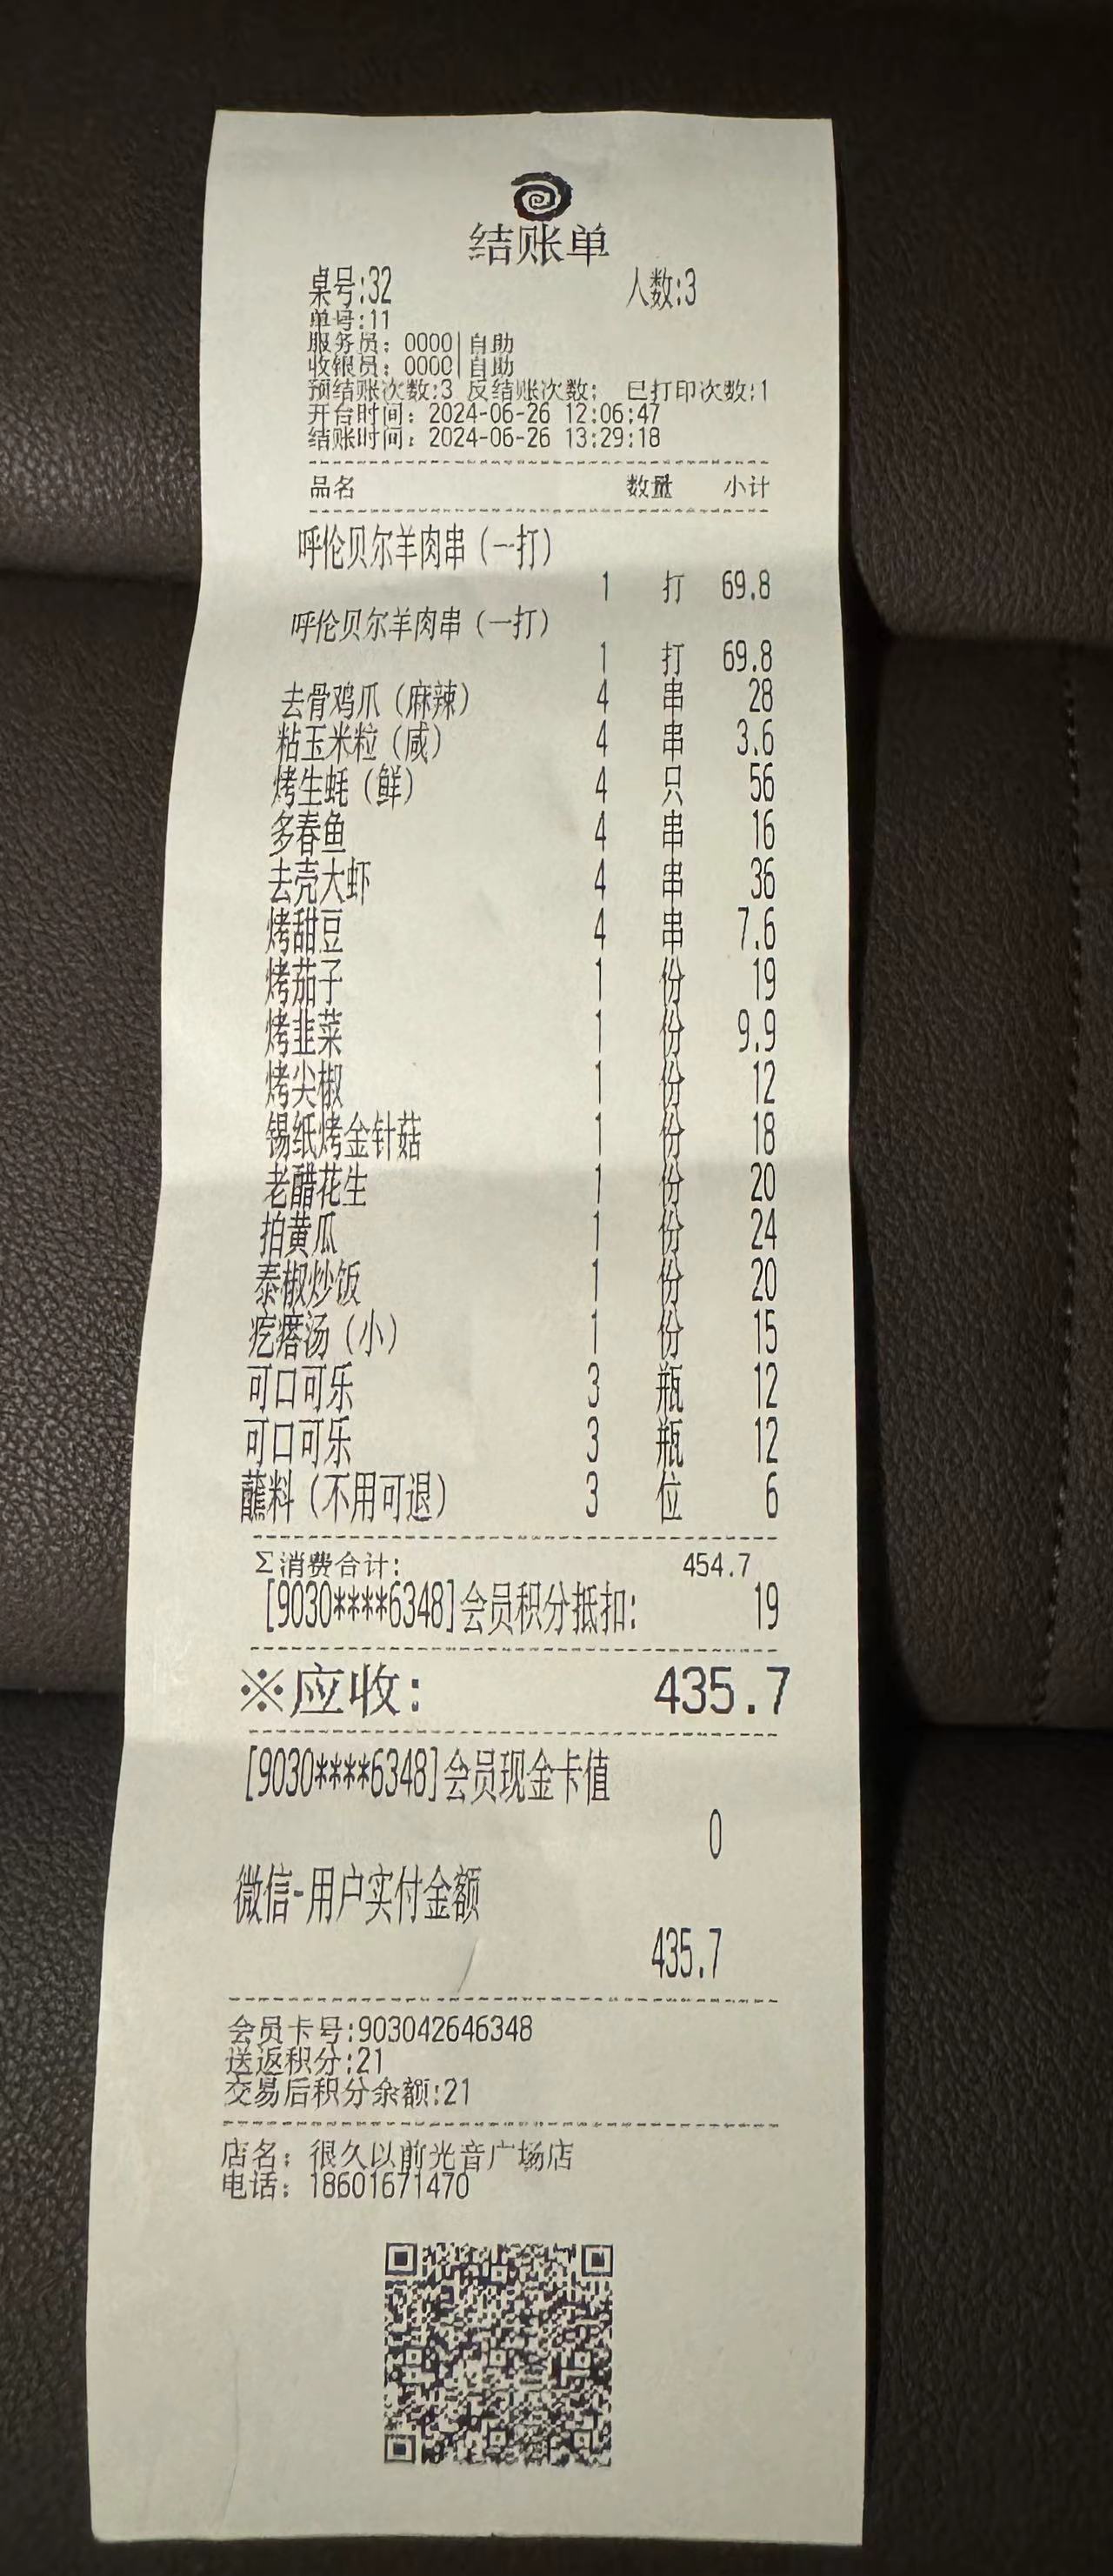 结账单
桌号:32 人数:3
单号:11
服务员: 0000|自助
收银员: 0000|自助
预结账次数:3 反结账次数: 已打印次数:1
开台时间: 2024-06-26 12:06:47
结账时间: 2024-06-26 13:29:18
品名 数量 小计
呼伦贝尔羊肉串(一打)
1 打 69.8
呼伦贝尔羊肉串(一打)
1 打 69.8
去骨鸡爪(麻辣) 4 串 28
粘玉米粒(咸) 4 串 3.6
烤生蚝(鲜) 4 只 56
多春鱼 4 串 16
去壳大虾 4 串 36
烤甜豆 4 串 7.6
烤茄子 1 份 19
烤韭菜 1 份 9.9
烤尖椒 1 份 12
锡纸烤金针菇 1 份 18
老醋花生 1 份 20
拍黄瓜 1 份 24
泰椒炒饭 1 份 20
疙瘩汤(小) 1 份 15
可口可乐 3 瓶 12
可口可乐 3 瓶 12
蘸料(不用可退) 3 位 6
Σ消费合计: 454.7
[9030****6348]会员积分抵扣: 19
※应收: 435.7
[9030****6348]会员现金卡值
0
微信-用户实付金额
435.7
会员卡号:903042646348
送返积分:21
交易后积分余额:21
店名: 很久以前光音广场店
电话: 18601671470